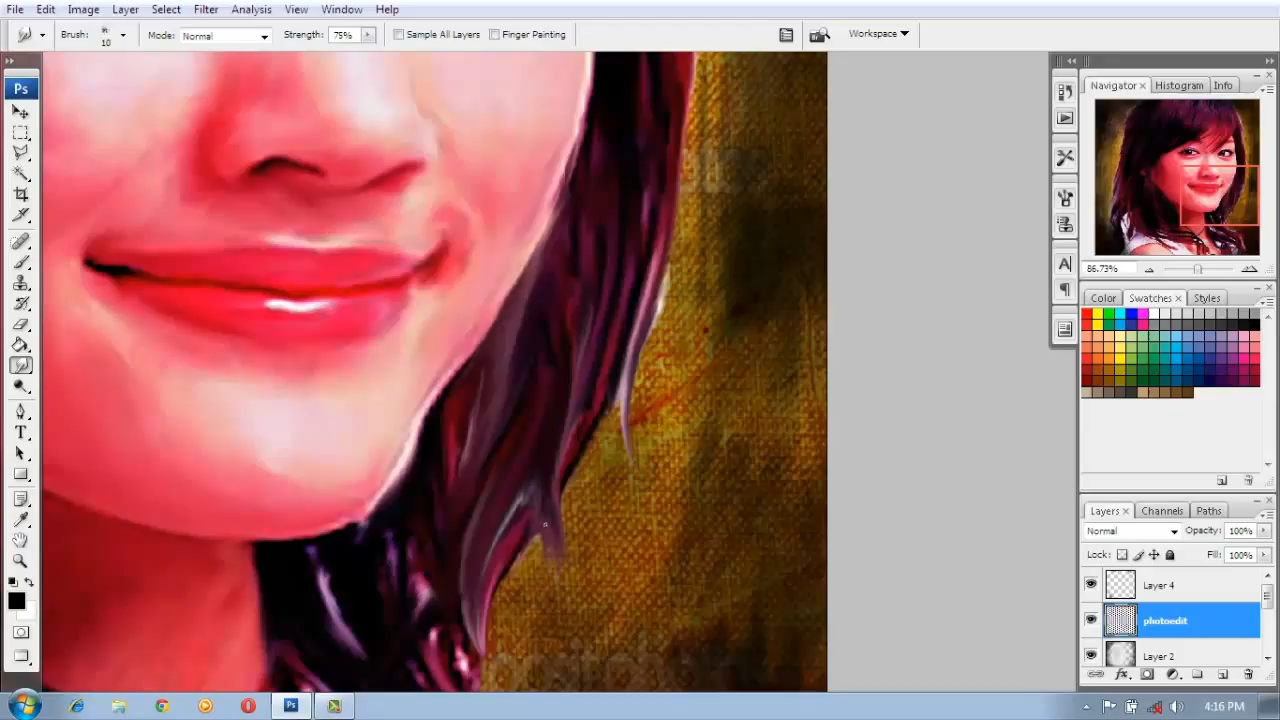 File Edit Image Layer Select Filter Analysis View Window Help
Brush: 10 Mode: Normal Strength: 75% Sample All Layers Finger Painting Workspace
Ps
Navigator Histogram Info
86.73%
Color Swatches Styles
Layers Channels Paths
Normal Opacity: 100%
Lock: Fill: 100%
Layer 4
photoedit
Layer 2
T
A
Ps
4:16 PM